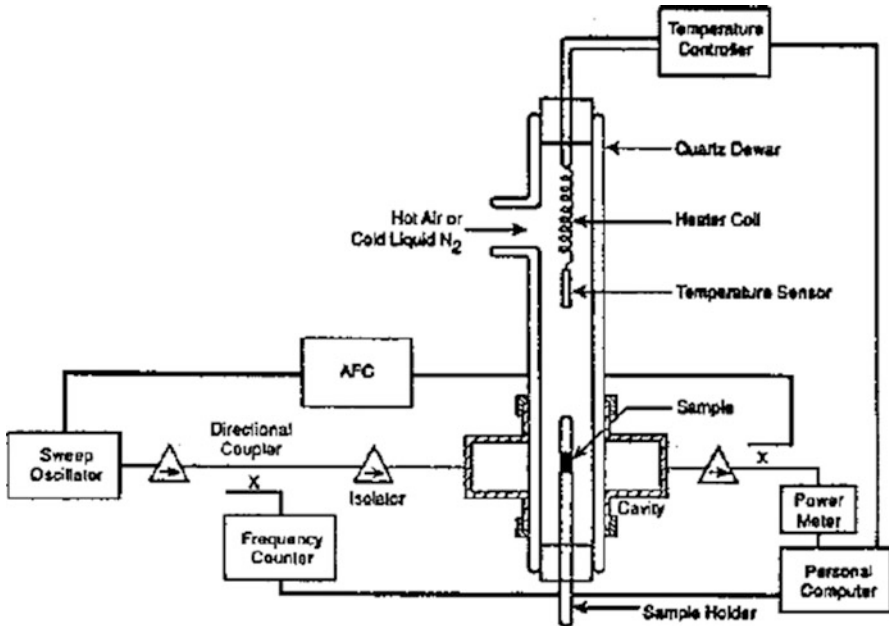 Temperature
Controller
Quartz Dewar
Hot Air or
Cold Liquid N2
Heater Coil
Temperature Sensor
AFC
Sample
Sweep
Oscillator
Directional
Coupler
X
Isolator
Cavity
X
Power
Meter
Frequency
Counter
Personal
Computer
Sample Holder